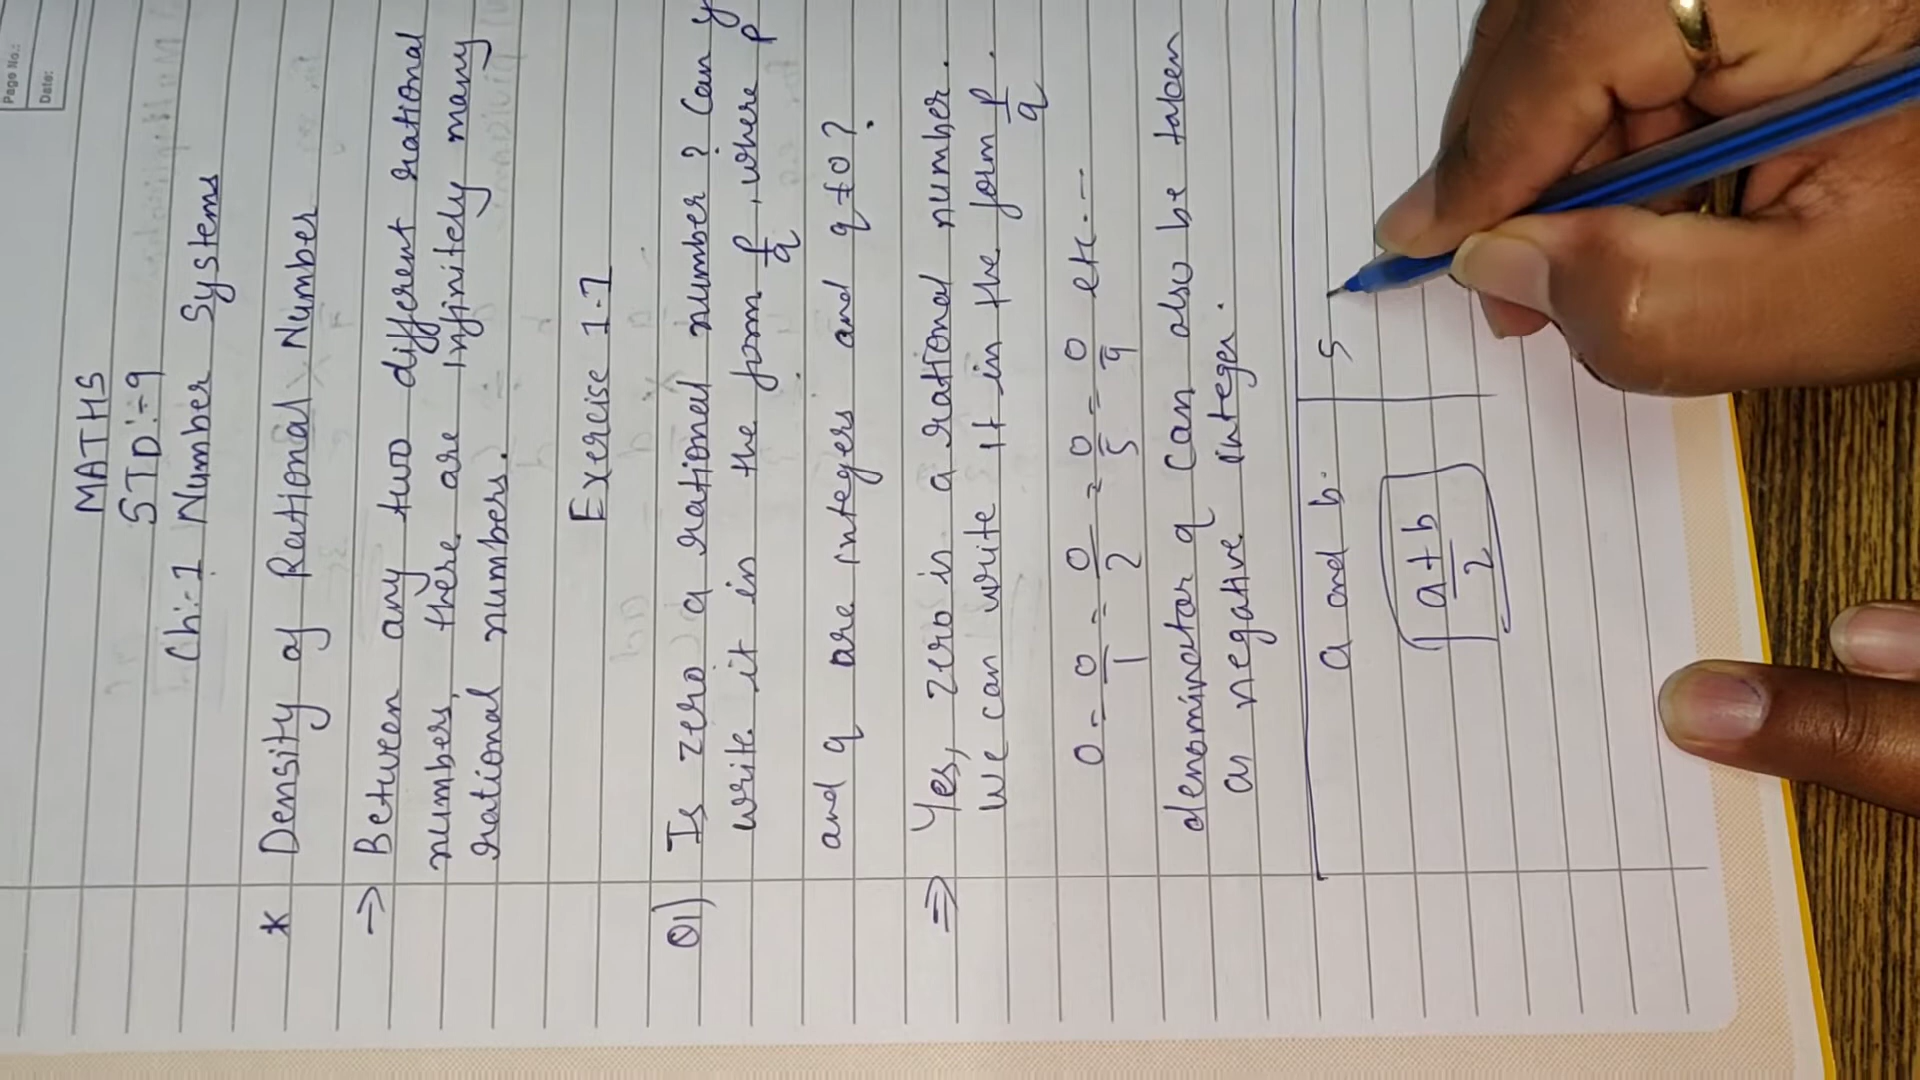 Page No.:
Date:
MATHS
STD:-9
Ch:-1 Number Systems
* Density of Rational Number
→ Between any two different rational
numbers, there are infinitely many
rational numbers.
Exercise 1.1
Q1) Is zero a rational number? Can y
write it in the form p/q, where p
and q are integers and q≠0?
⇒ Yes, zero is a rational number.
We can write it in the form p/q.
0 = 0/1 = 0/2 = 0/5 = 0/9 etc...
denominator q can also be taken
as negative integer.
a and b. 5
a+b/2